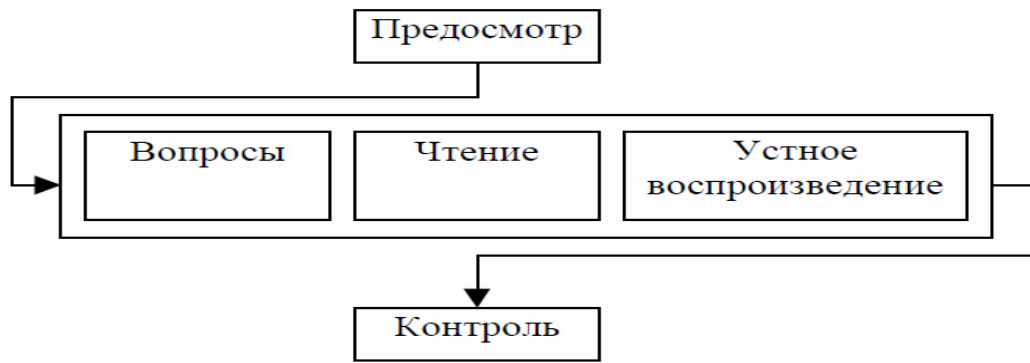 Предосмотр
Вопросы
Чтение
Устное
воспроизведение
Контроль